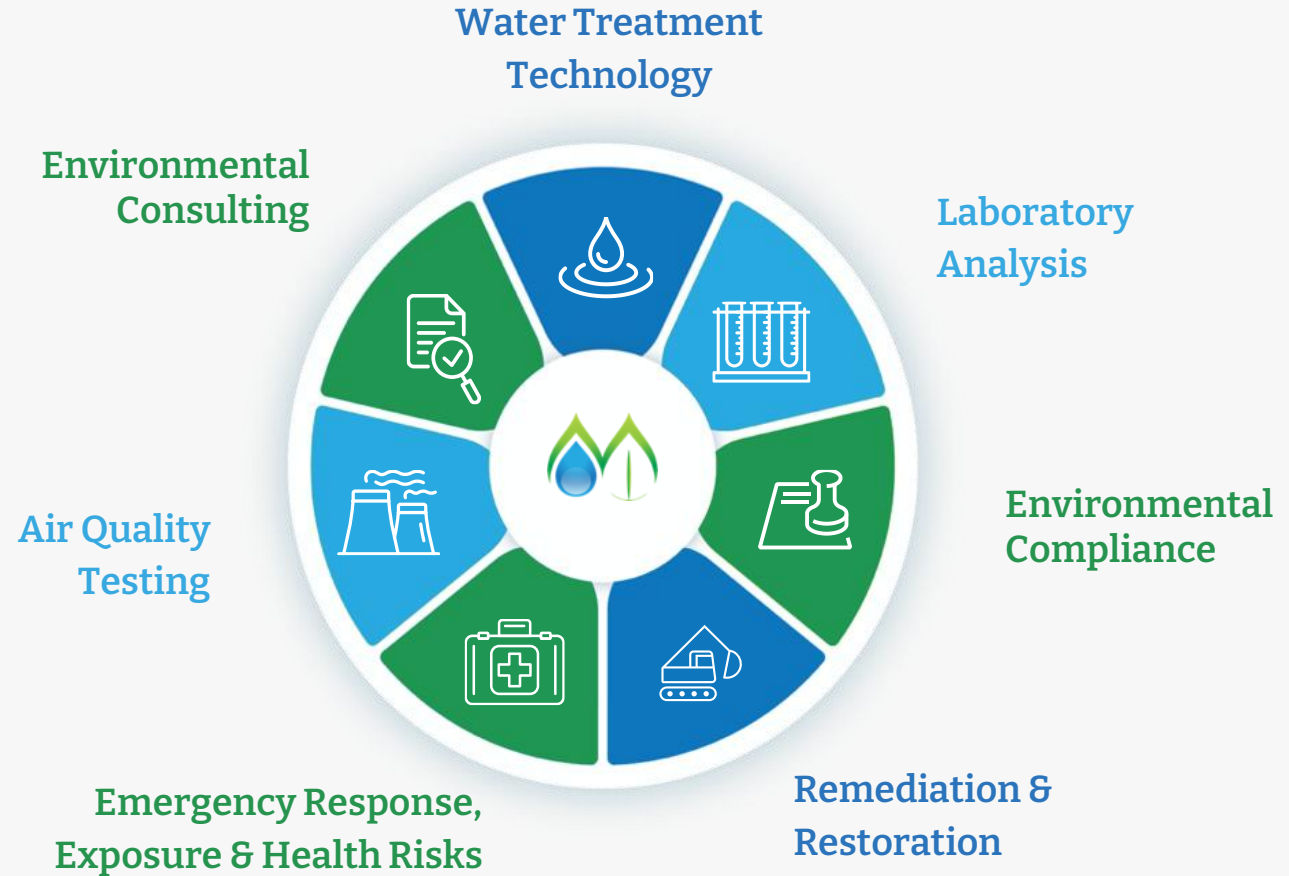 Water Treatment
Technology
Environmental
Consulting
Laboratory
Analysis
Environmental
Compliance
Air Quality
Testing
Remediation &
Restoration
Emergency Response,
Exposure & Health Risks